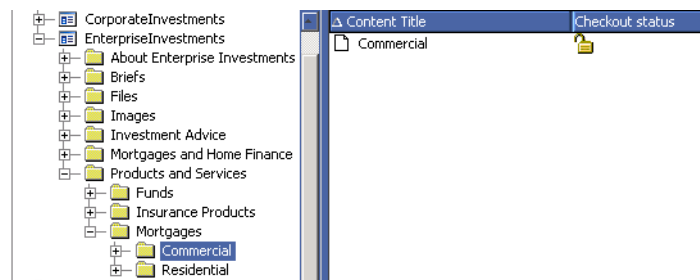 CorporateInvestments
EnterpriseInvestments
About Enterprise Investments
Briefs
Files
Images
Investment Advice
Mortgages and Home Finance
Products and Services
Funds
Insurance Products
Mortgages
Commercial
Residential
Content Title Checkout status
Commercial